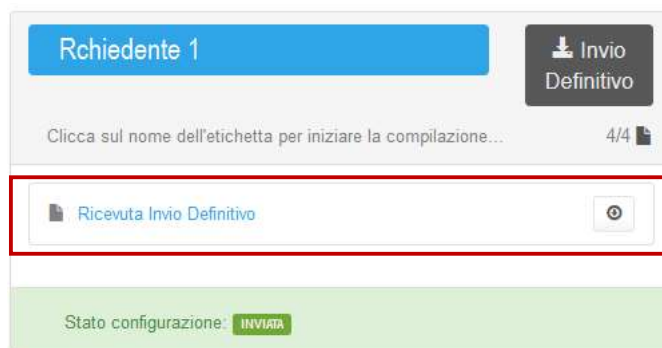 Rchiedente 1
Invio
Definitivo
Clicca sul nome dell'etichetta per iniziare la compilazione...
4/4
Ricevuta Invio Definitivo
Stato configurazione: INVIATA